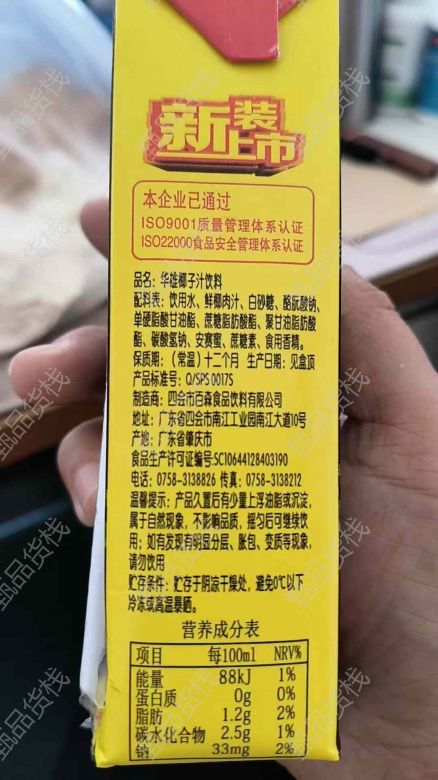 新装上市
本企业已通过
ISO9001质量管理体系认证
ISO22000食品安全管理体系认证
品名：华雄椰子汁饮料
配料表：饮用水、鲜椰肉汁、白砂糖、酪朊酸钠、
单硬脂酸甘油酯、蔗糖脂肪酸酯、聚甘油脂肪酸
酯、碳酸氢钠、安赛蜜、蔗糖素、食用香精。
保质期：（常温）十二个月 生产日期：见盒顶
产品标准号：Q/SPS 0017S
制造商：四会市百森食品饮料有限公司
地址：广东省四会市南江工业园南江大道10号
产地：广东省肇庆市
食品生产许可证编号:SC10644128403190
电话：0758-3138826 传真：0758-3138212
温馨提示：产品久置后有少量上浮油脂或沉淀，
属于自然现象，不影响品质，摇匀后可继续饮
用；如有发现有明显分层、胀包、变质等现象，
请勿饮用
贮存条件：贮存于阴凉干燥处，避免0℃以下
冷冻或高温暴晒。
营养成分表
项目 每100ml NRV%
能量 88kJ 1%
蛋白质 0g 0%
脂肪 1.2g 2%
碳水化合物 2.5g 1%
钠 33mg 2%
甄品货栈